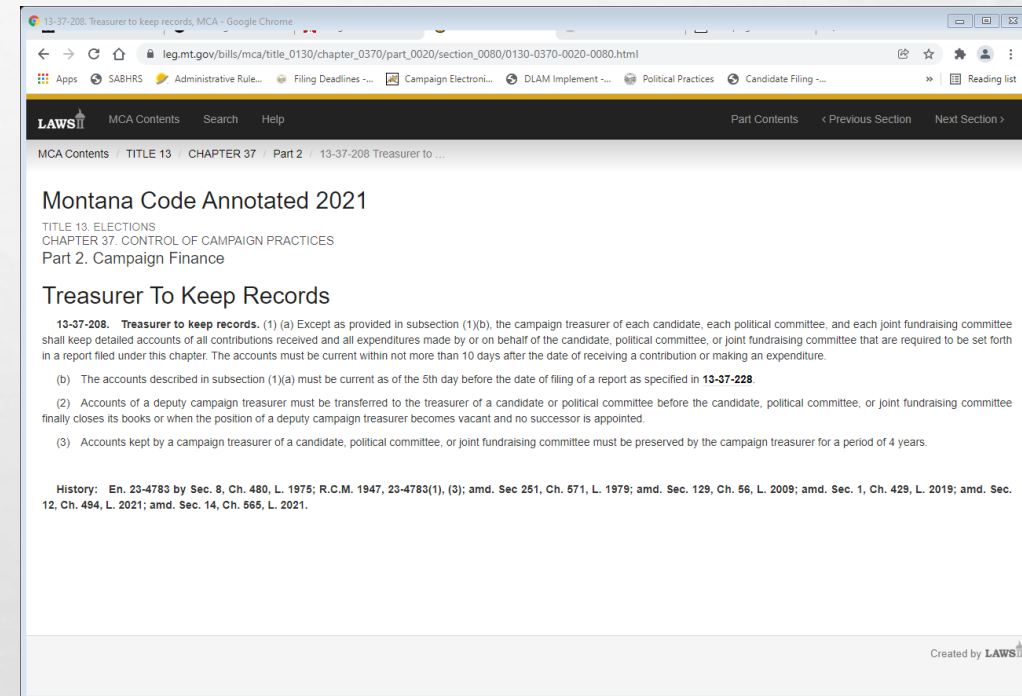 13-37-208. Treasurer to keep records, MCA - Google Chrome
leg.mt.gov/bills/mca/title_0130/chapter_0370/part_0020/section_0080/0130-0370-0020-0080.html
Apps SABHRS Administrative Rule... Filing Deadlines -... Campaign Electroni... DLAM Implement -... Political Practices Candidate Filing -... » Reading list
LAWS MCA Contents Search Help Part Contents < Previous Section Next Section >
MCA Contents / TITLE 13 / CHAPTER 37 / Part 2 / 13-37-208 Treasurer to ...
Montana Code Annotated 2021
TITLE 13. ELECTIONS
CHAPTER 37. CONTROL OF CAMPAIGN PRACTICES
Part 2. Campaign Finance
Treasurer To Keep Records
13-37-208. Treasurer to keep records. (1) (a) Except as provided in subsection (1)(b), the campaign treasurer of each candidate, each political committee, and each joint fundraising committee
shall keep detailed accounts of all contributions received and all expenditures made by or on behalf of the candidate, political committee, or joint fundraising committee that are required to be set forth
in a report filed under this chapter. The accounts must be current within not more than 10 days after the date of receiving a contribution or making an expenditure.
(b) The accounts described in subsection (1)(a) must be current as of the 5th day before the date of filing of a report as specified in 13-37-228.
(2) Accounts of a deputy campaign treasurer must be transferred to the treasurer of a candidate or political committee before the candidate, political committee, or joint fundraising committee
finally closes its books or when the position of a deputy campaign treasurer becomes vacant and no successor is appointed.
(3) Accounts kept by a campaign treasurer of a candidate, political committee, or joint fundraising committee must be preserved by the campaign treasurer for a period of 4 years.
History: En. 23-4783 by Sec. 8, Ch. 480, L. 1975; R.C.M. 1947, 23-4783(1), (3); amd. Sec 251, Ch. 571, L. 1979; amd. Sec. 129, Ch. 56, L. 2009; amd. Sec. 1, Ch. 429, L. 2019; amd. Sec.
12, Ch. 494, L. 2021; amd. Sec. 14, Ch. 565, L. 2021.
Created by LAWS